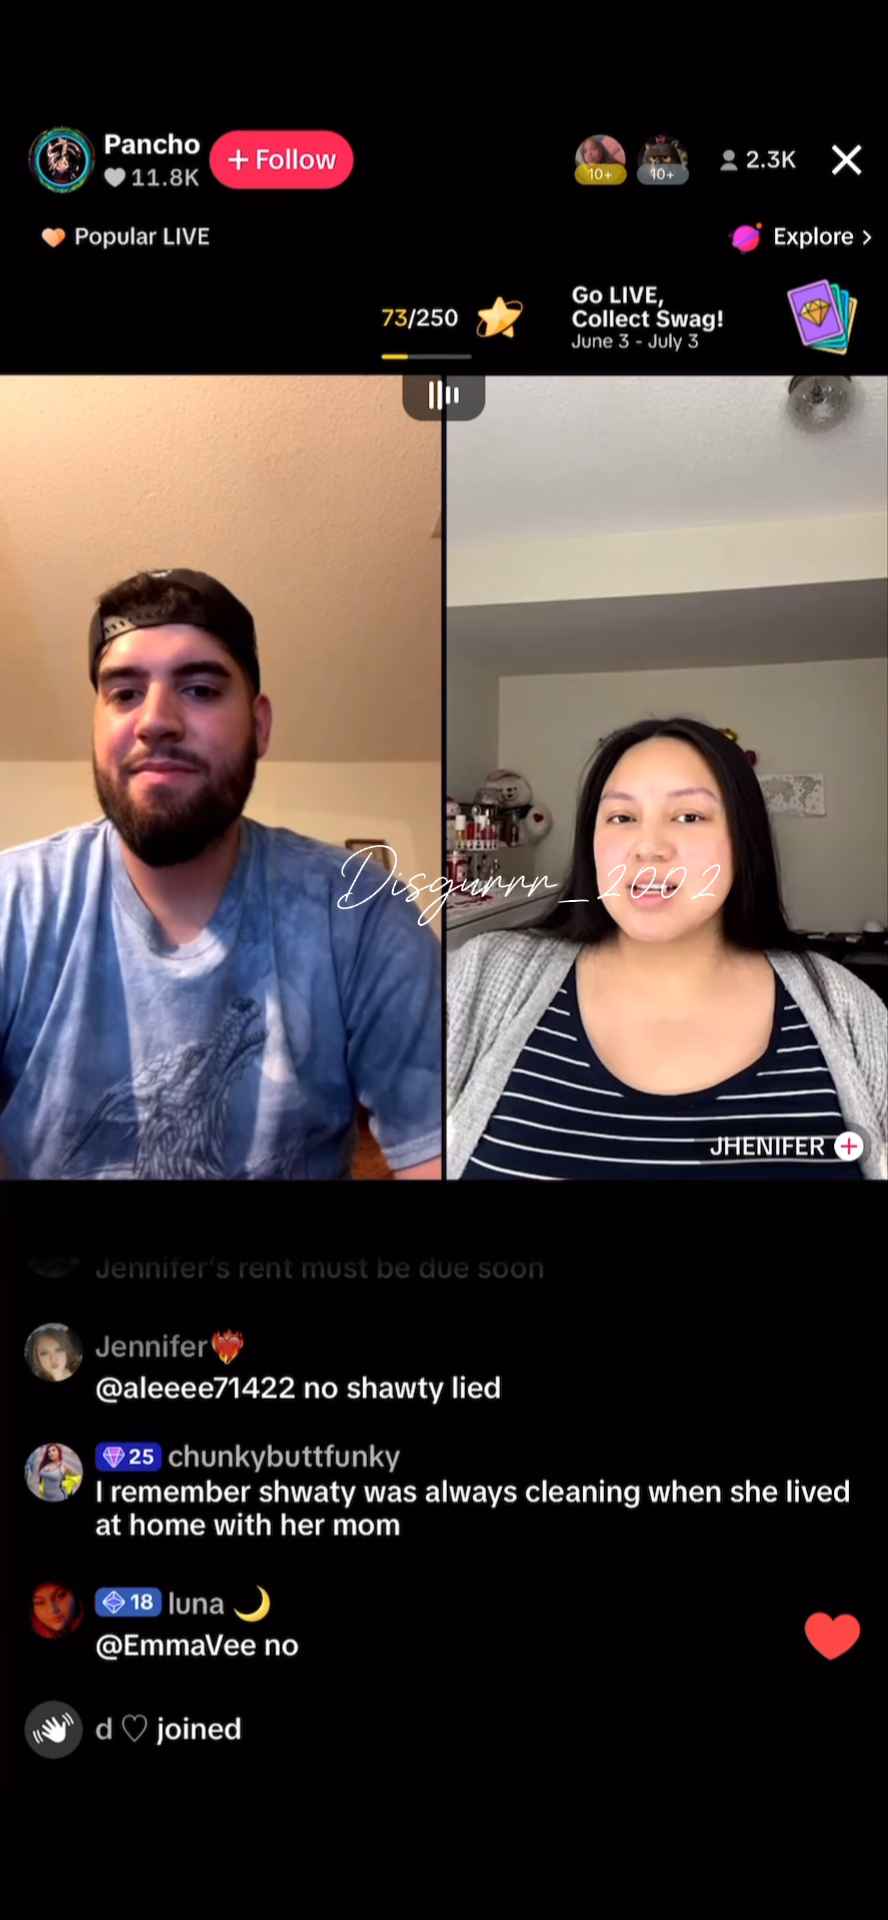 Pancho
11.8K
+ Follow
10+
10+
2.3K
Popular LIVE
Explore >
73/250
Go LIVE,
Collect Swag!
June 3 - July 3
Disgurrr_2002
JHENIFER
Jennifer's rent must be due soon
Jennifer❤️‍🔥
@aleeee71422 no shawty lied
25 chunkybuttfunky
I remember shwaty was always cleaning when she lived
at home with her mom
18 luna 🌙
@EmmaVee no
d ♡ joined